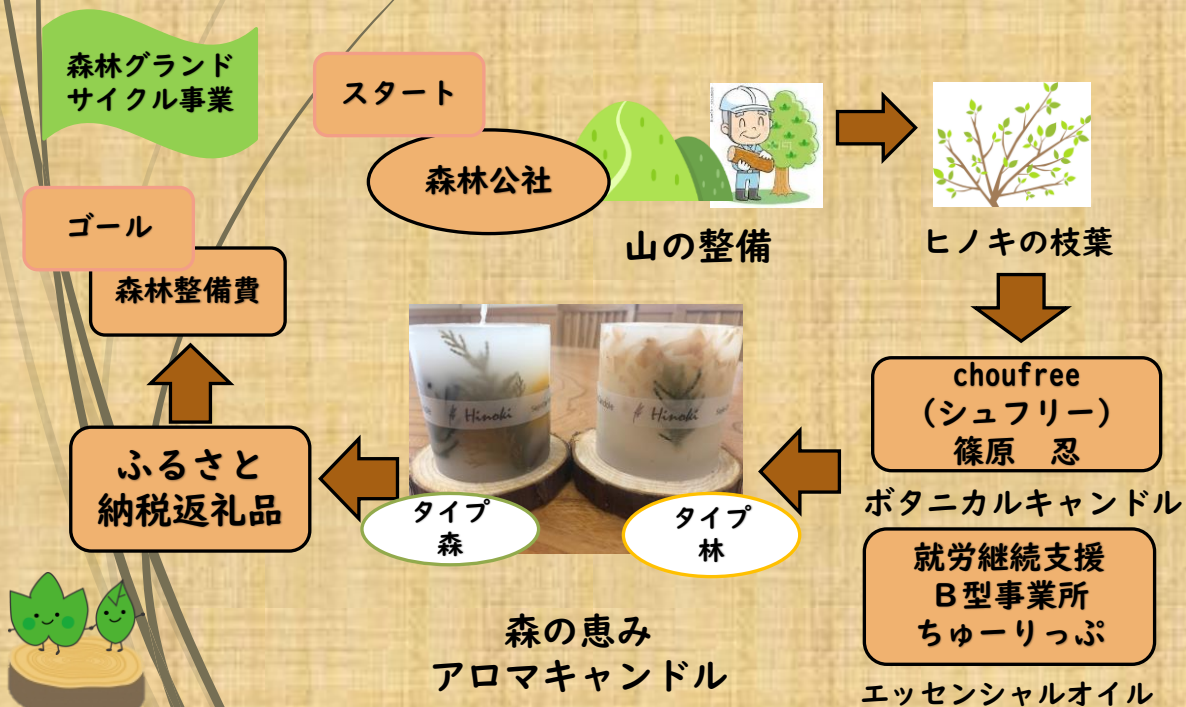 森林グランド
サイクル事業
スタート
森林公社
山の整備
ヒノキの枝葉
choufree
(シュフリー)
篠原　忍
ボタニカルキャンドル
就労継続支援
B型事業所
ちゅーりっぷ
エッセンシャルオイル
Hinoki
Hinoki
タイプ
森
タイプ
林
森の恵み
アロマキャンドル
ふるさと
納税返礼品
森林整備費
ゴール